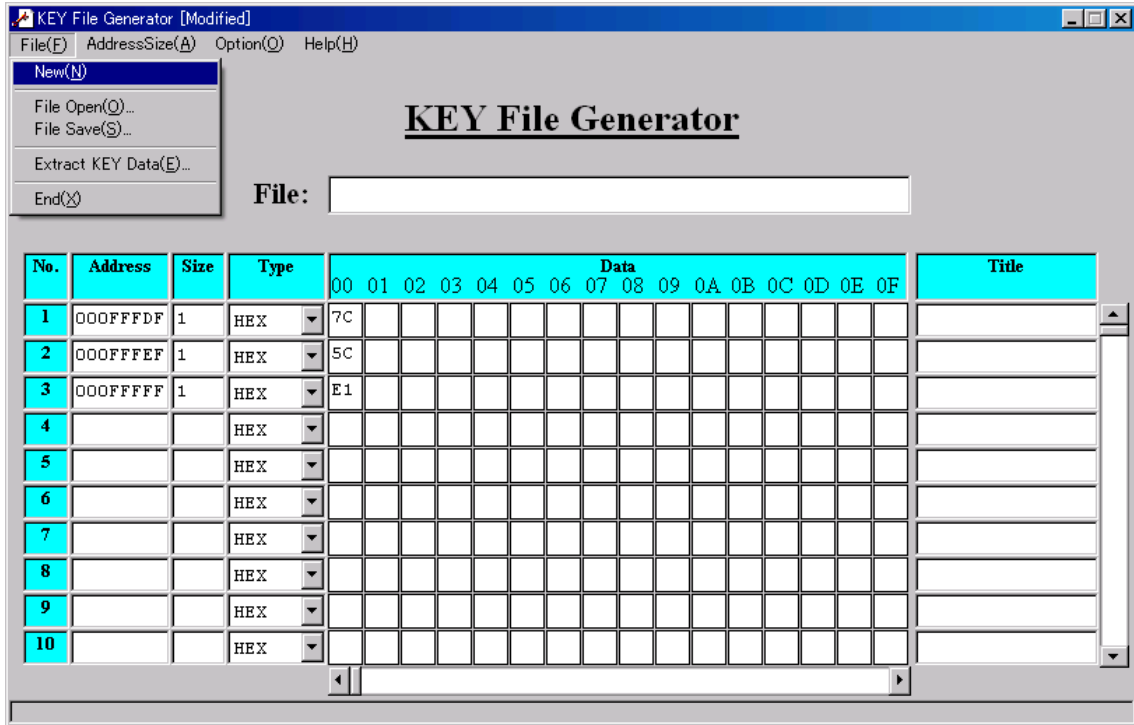 KEY File Generator [Modified]
File(F) AddressSize(A) Option(O) Help(H)
New(N)
File Open(O)...
File Save(S)...
Extract KEY Data(E)...
End(X)
KEY File Generator
File:
No. Address Size Type Data Title
00 01 02 03 04 05 06 07 08 09 0A 0B 0C 0D 0E 0F
1 000FFFDF 1 HEX 7C
2 000FFFEF 1 HEX 5C
3 000FFFFF 1 HEX E1
4 HEX
5 HEX
6 HEX
7 HEX
8 HEX
9 HEX
10 HEX